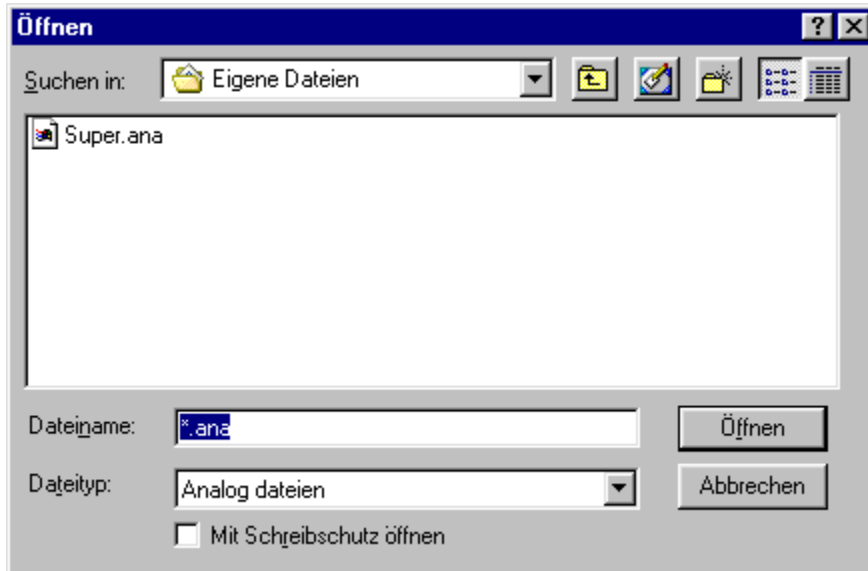 Öffnen
Suchen in: Eigene Dateien
Super.ana
Dateiname: *.ana Öffnen
Dateityp: Analog dateien Abbrechen
Mit Schreibschutz öffnen